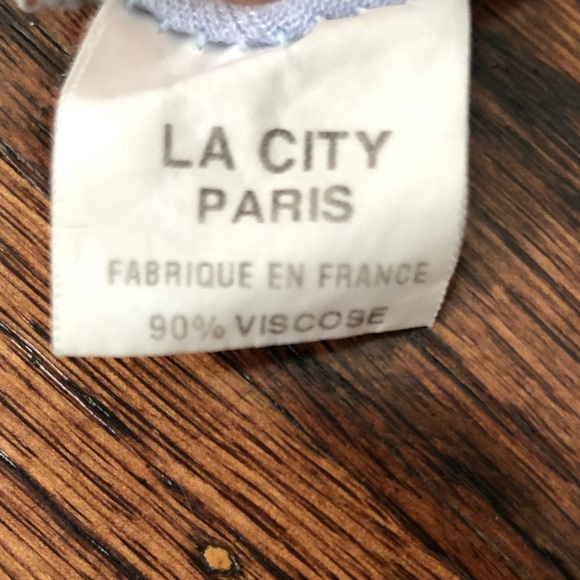 LA CITY
PARIS
FABRIQUE EN FRANCE
90% VISCOSE